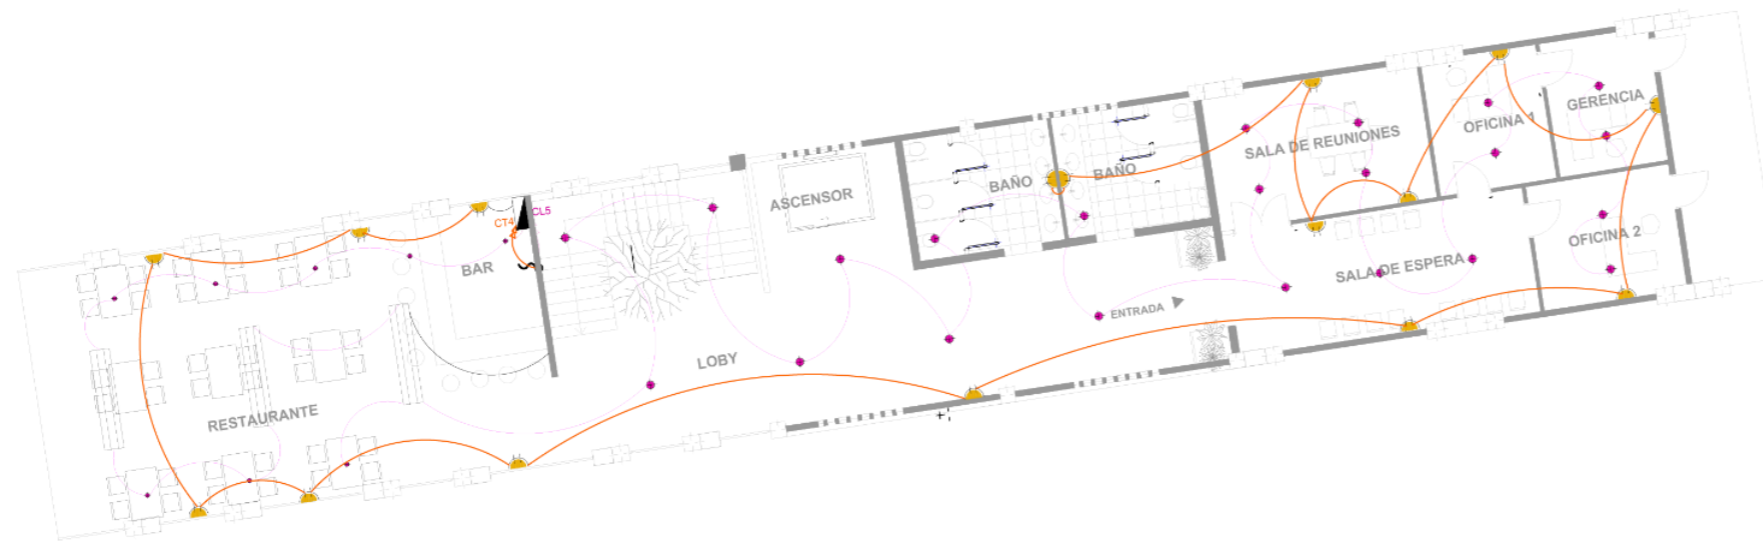 CT4
CL5
BAR
RESTAURANTE
LOBY
ASCENSOR
BAÑO
BAÑO
ENTRADA
SALA DE REUNIONES
SALA DE ESPERA
OFICINA 1
GERENCIA
OFICINA 2